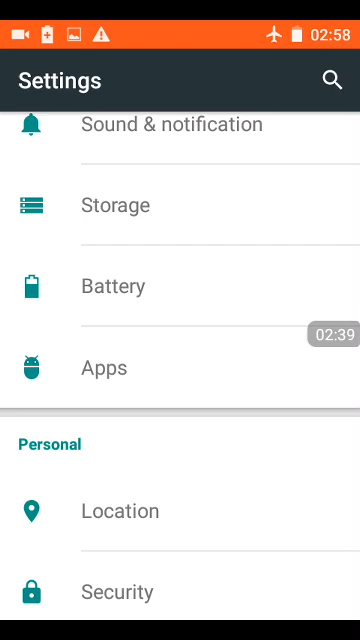 02:58
Settings
Sound & notification
Storage
Battery
02:39
Apps
Personal
Location
Security